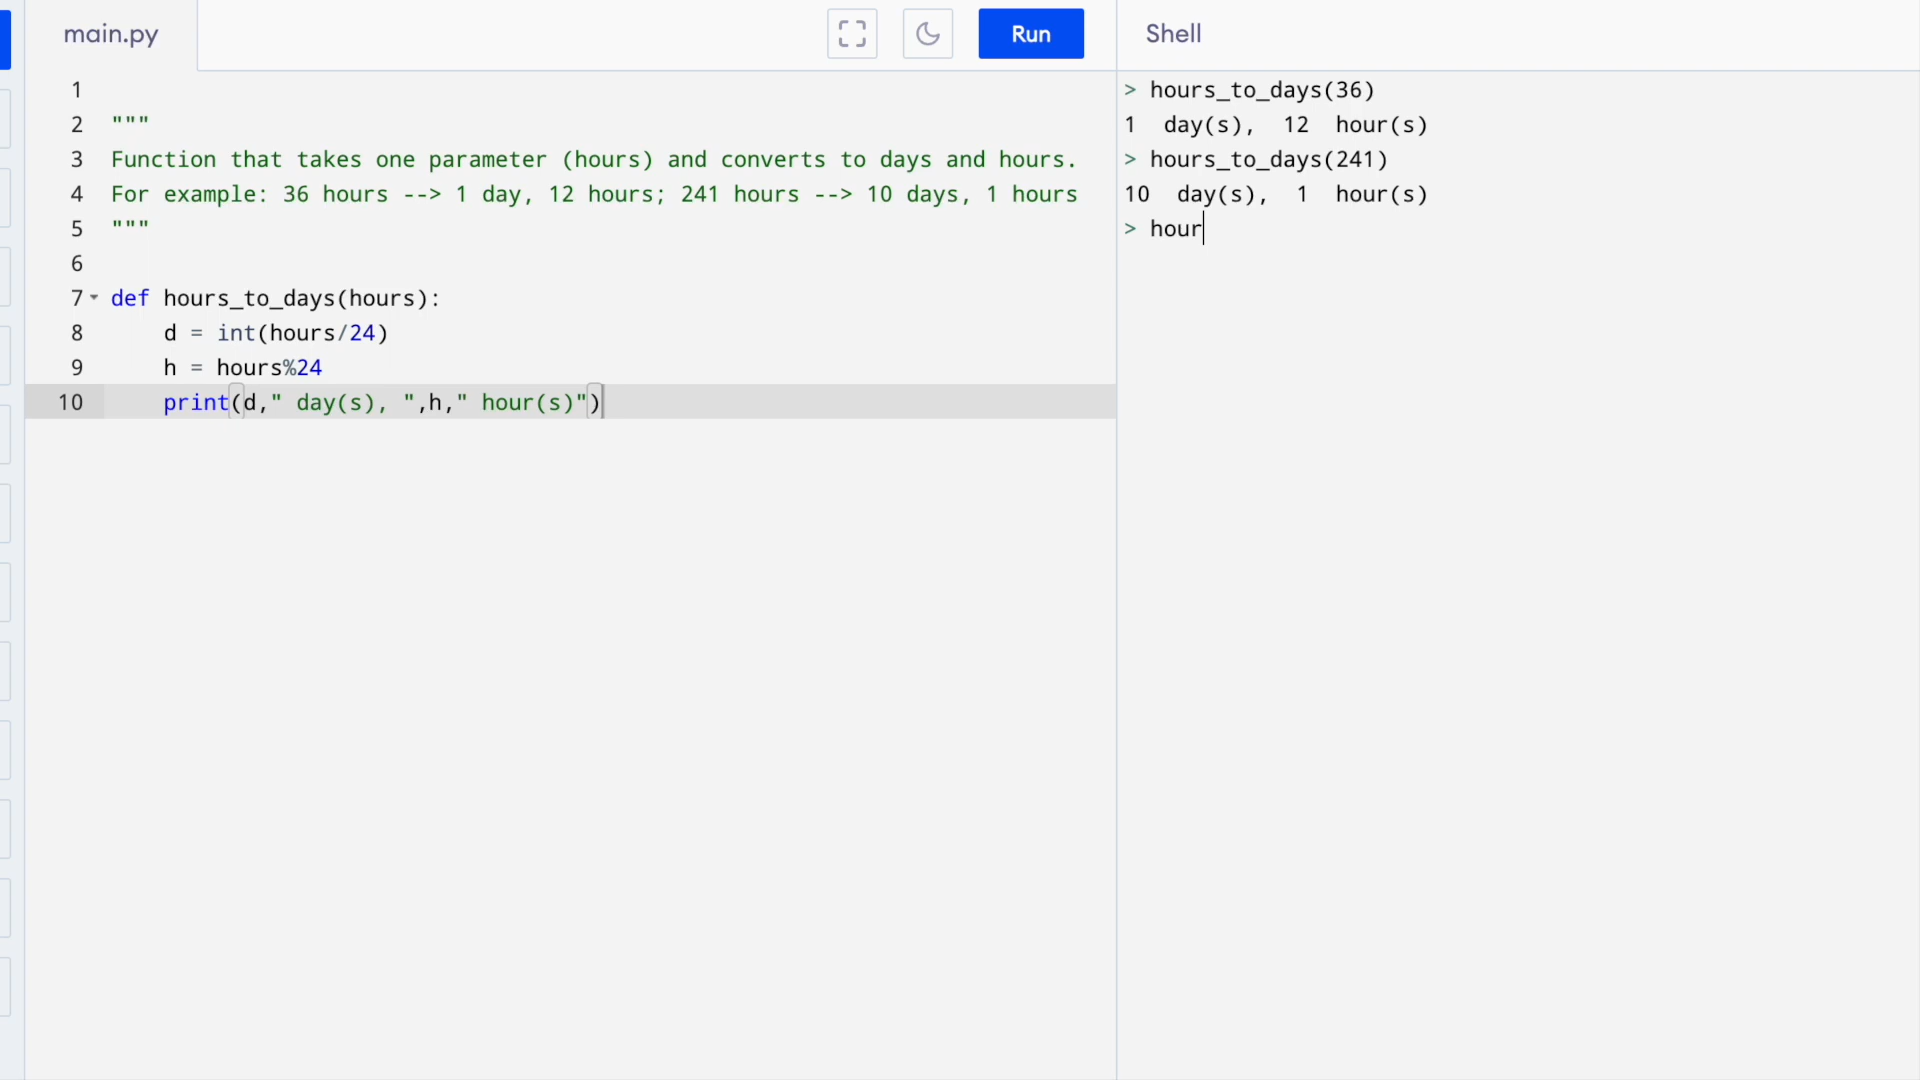 main.py
Run
Shell
1
2 """
3 Function that takes one parameter (hours) and converts to days and hours.
4 For example: 36 hours --> 1 day, 12 hours; 241 hours --> 10 days, 1 hours
5 """
6
7 def hours_to_days(hours):
8     d = int(hours/24)
9     h = hours%24
10     print(d," day(s), ",h," hour(s)")
> hours_to_days(36)
1  day(s),  12  hour(s)
> hours_to_days(241)
10  day(s),  1  hour(s)
> hour